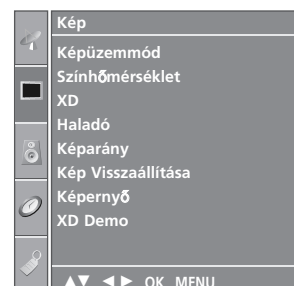 Kép
Képüzemmód
Színhőmérséklet
XD
Haladó
Képarány
Kép Visszaállítása
Képernyő
XD Demo
▲▼ ◄► OK MENU